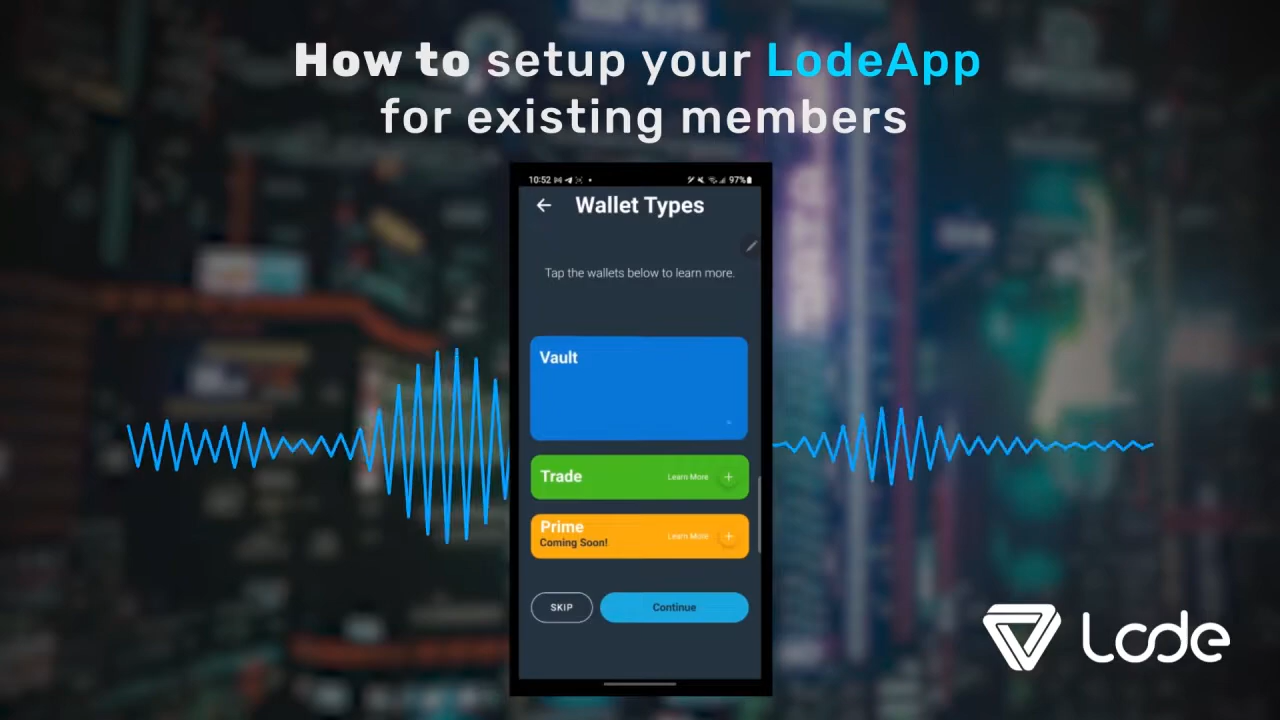 How to setup your LodeApp
for existing members
10:52
97%
Wallet Types
Tap the wallets below to learn more.
Vault
Trade
Learn More
Prime
Coming Soon!
Learn More
SKIP
Continue
Lode